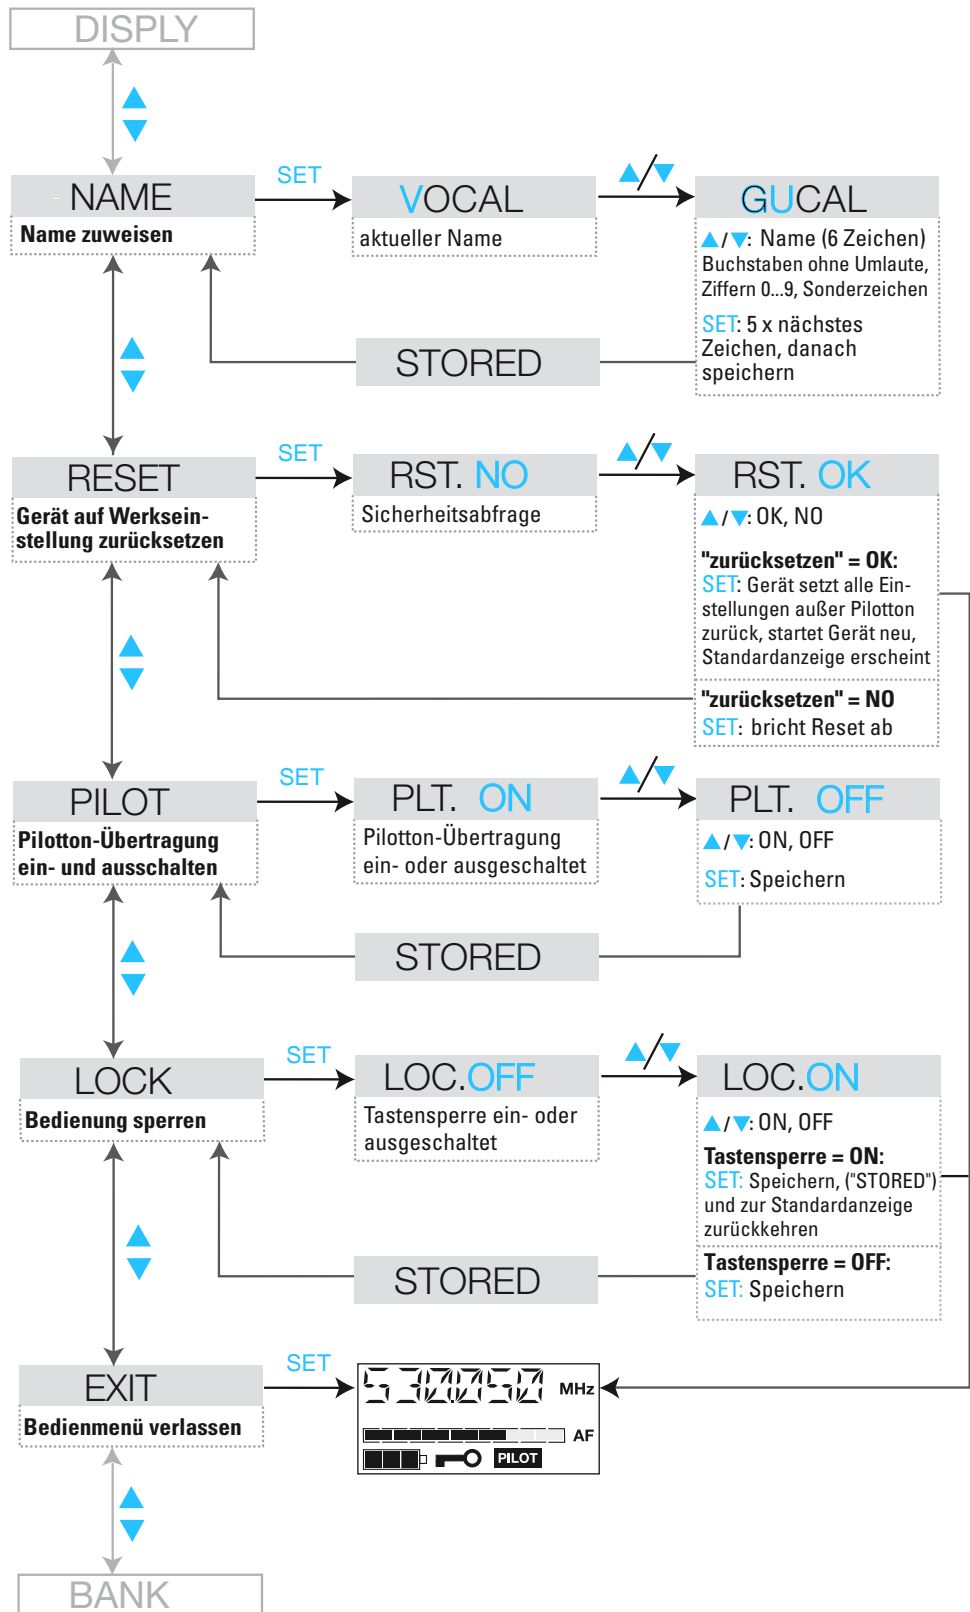 DISPLY
NAME
Name zuweisen
SET
VOCAL
aktueller Name
▲/▼
GUCAL
▲/▼: Name (6 Zeichen)
Buchstaben ohne Umlaute,
Ziffern 0...9, Sonderzeichen
SET: 5 x nächstes
Zeichen, danach
speichern
STORED
RESET
Gerät auf Werksein-
stellung zurücksetzen
SET
RST. NO
Sicherheitsabfrage
▲/▼
RST. OK
▲/▼: OK, NO
"zurücksetzen" = OK:
SET: Gerät setzt alle Ein-
stellungen außer Pilotton
zurück, startet Gerät neu,
Standardanzeige erscheint
"zurücksetzen" = NO
SET: bricht Reset ab
PILOT
Pilotton-Übertragung
ein- und ausschalten
SET
PLT. ON
Pilotton-Übertragung
ein- oder ausgeschaltet
▲/▼
PLT. OFF
▲/▼: ON, OFF
SET: Speichern
STORED
LOCK
Bedienung sperren
SET
LOC.OFF
Tastensperre ein- oder
ausgeschaltet
▲/▼
LOC.ON
▲/▼: ON, OFF
Tastensperre = ON:
SET: Speichern, ("STORED")
und zur Standardanzeige
zurückkehren
Tastensperre = OFF:
SET: Speichern
STORED
EXIT
Bedienmenü verlassen
SET
530050 MHz
AF
PILOT
BANK